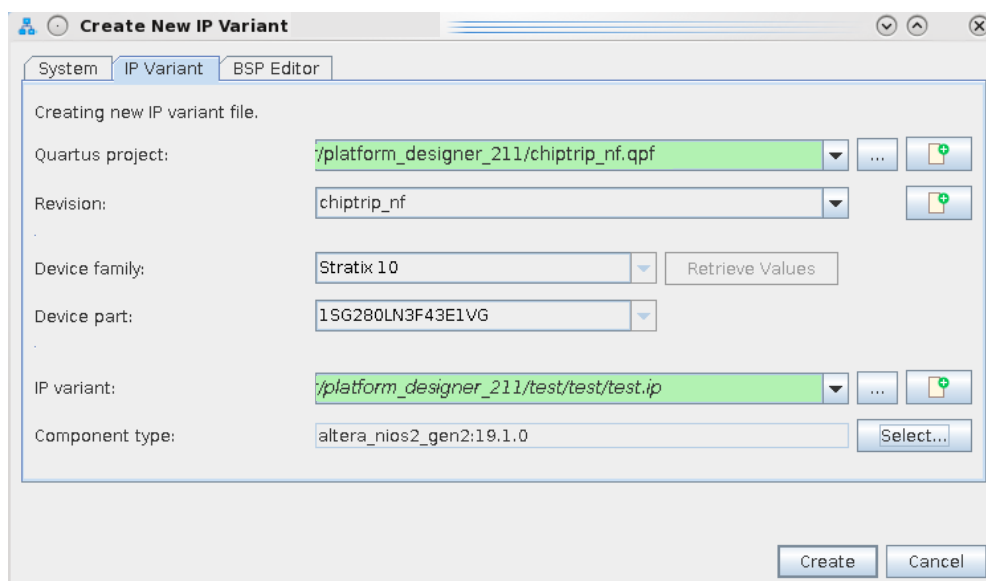 Create New IP Variant
System IP Variant BSP Editor
Creating new IP variant file.
Quartus project: r/platform_designer_211/chiptrip_nf.qpf ...
Revision: chiptrip_nf
Device family: Stratix 10 Retrieve Values
Device part: 1SG280LN3F43E1VG
IP variant: r/platform_designer_211/test/test/test.ip ...
Component type: altera_nios2_gen2:19.1.0 Select...
Create Cancel